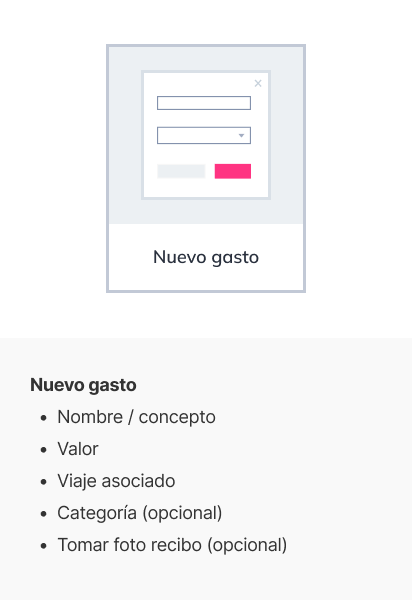 Nuevo gasto
Nuevo gasto
• Nombre / concepto
• Valor
• Viaje asociado
• Categoría (opcional)
• Tomar foto recibo (opcional)